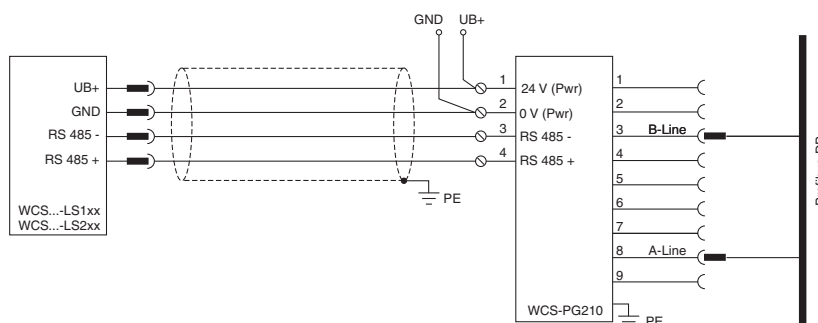 GND UB+
UB+
GND
RS 485 -
RS 485 +
WCS...-LS1xx
WCS...-LS2xx
PE
1 24 V (Pwr)
2 0 V (Pwr)
3 RS 485 -
4 RS 485 +
WCS-PG210
1
2
3 B-Line
4
5
6
7
8 A-Line
9
PE